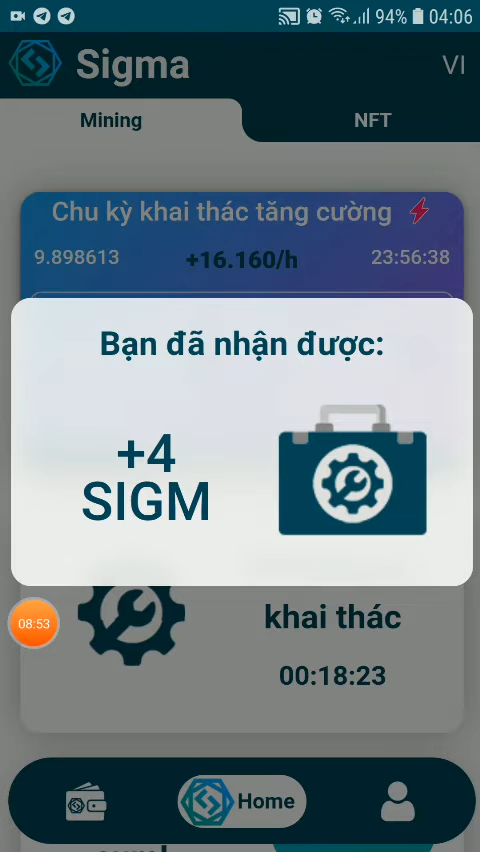 94% 04:06
Sigma
VI
Mining
NFT
Chu kỳ khai thác tăng cường
9.898613
+16.160/h
23:56:38
Bạn đã nhận được:
+4
SIGM
khai thác
08:53
00:18:23
Home